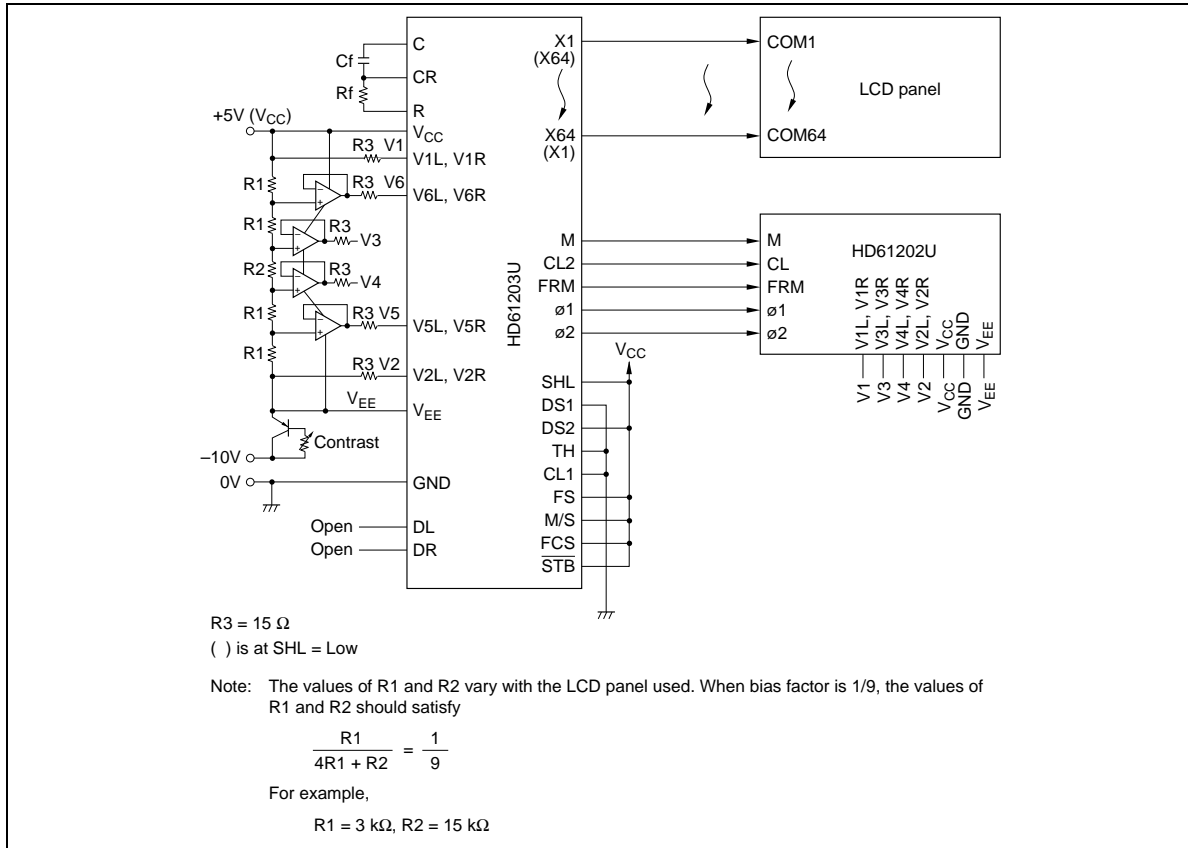 C
CR
R
Cf
Rf
+5V (VCC)
VCC
R3 V1
V1L, V1R
R1
R3 V6
V6L, V6R
R1
R3
V3
R2
R3
V4
R1
R3 V5
V5L, V5R
R1
R3 V2
V2L, V2R
VEE
VEE
Contrast
–10V
0V
GND
Open
DL
Open
DR
HD61203U
X1
(X64)
X64
(X1)
M
CL2
FRM
ø1
ø2
VCC
SHL
DS1
DS2
TH
CL1
FS
M/S
FCS
STB
COM1
LCD panel
COM64
M
CL
FRM
ø1
ø2
HD61202U
V1L, V1R
V3L, V3R
V4L, V4R
V2L, V2R
VCC
GND
VEE
V1
V3
V4
V2
VCC
GND
VEE
− +
− +
− +
− +
R3 = 15 Ω
( ) is at SHL = Low
Note: The values of R1 and R2 vary with the LCD panel used. When bias factor is 1/9, the values of
R1 and R2 should satisfy
R1
4R1 + R2
=
1
9
For example,
R1 = 3 kΩ, R2 = 15 kΩ